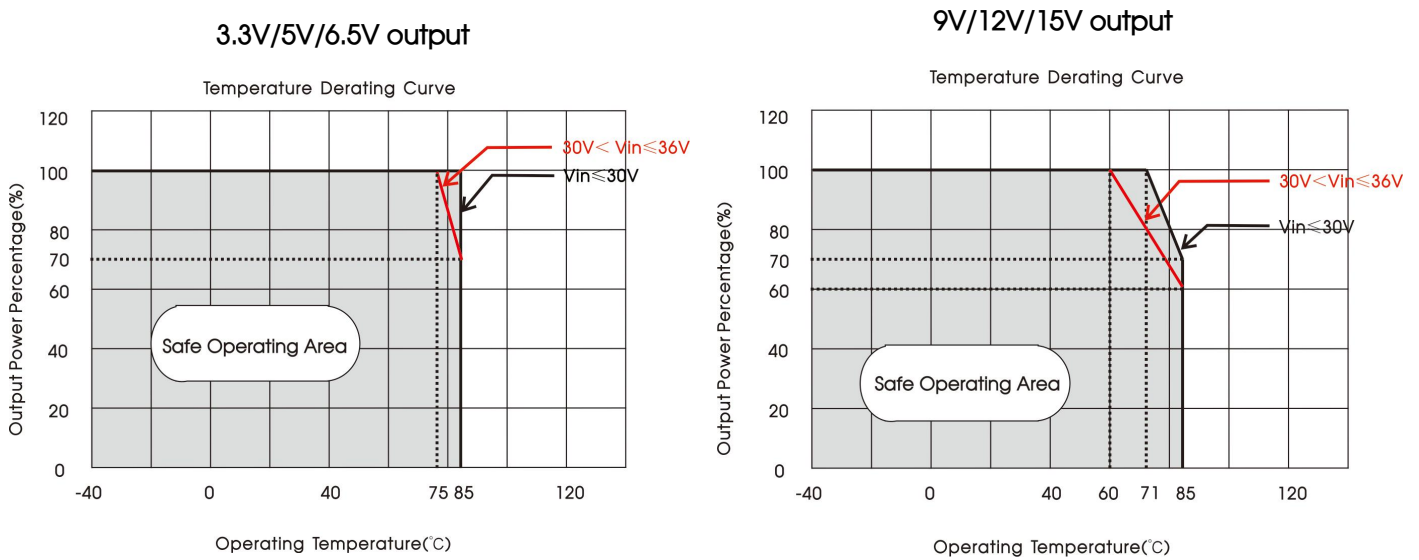 3.3V/5V/6.5V output
Temperature Derating Curve
Output Power Percentage(%)
120
100
80
70
60
40
20
0
-40
0
40
75
85
120
30V< Vin≤36V
Vin≤30V
Safe Operating Area
Operating Temperature(℃)
9V/12V/15V output
Temperature Derating Curve
Output Power Percentage(%)
120
100
80
70
60
40
20
0
-40
0
40
60
71
85
120
30V<Vin≤36V
Vin≤30V
Safe Operating Area
Operating Temperature(℃)